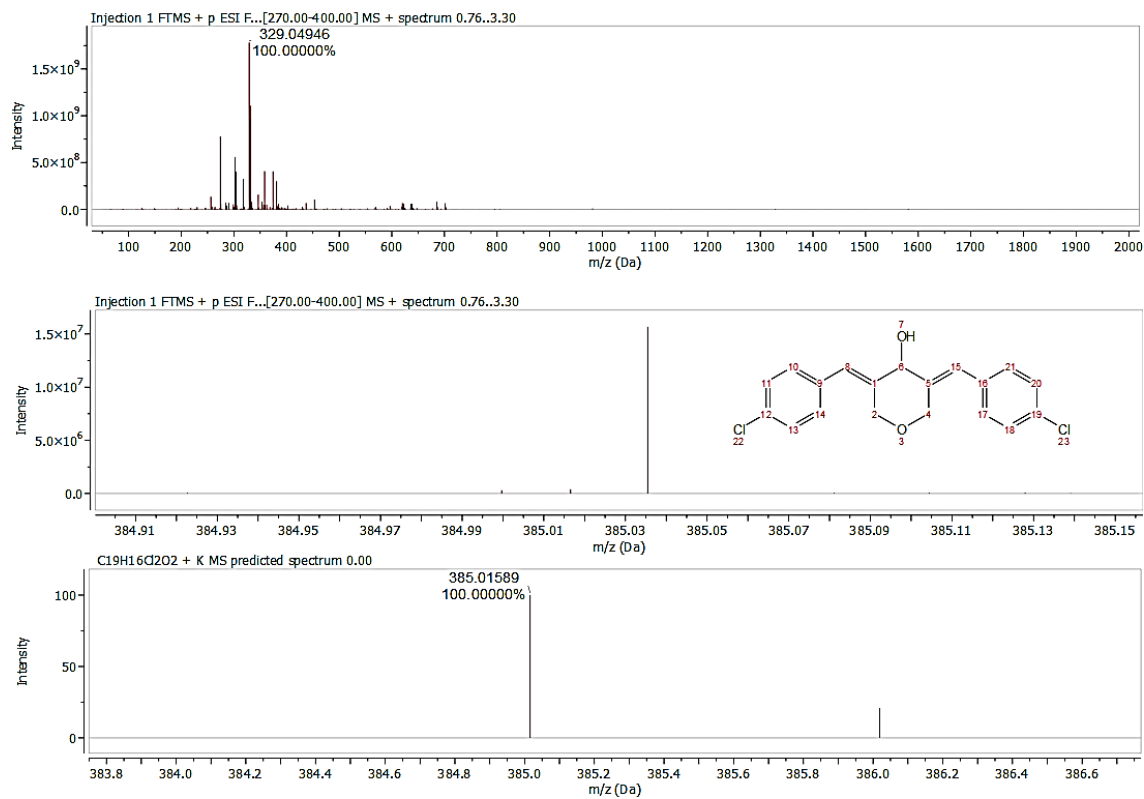 Injection 1 FTMS + p ESI F...[270.00-400.00] MS + spectrum 0.76..3.30
329.04946
100.00000%
1.5×10⁹
1.0×10⁹
5.0×10⁸
0.0
Intensity
100 200 300 400 500 600 700 800 900 1000 1100 1200 1300 1400 1500 1600 1700 1800 1900 2000
m/z (Da)
Injection 1 FTMS + p ESI F...[270.00-400.00] MS + spectrum 0.76..3.30
1.5×10⁷
1.0×10⁷
5.0×10⁶
0.0
Intensity
7
OH
10 8 6 15 21
11 9 1 5 16 20
12 14 2 4 17 19
Cl 13 O 18 Cl
22 3 23
384.91 384.93 384.95 384.97 384.99 385.01 385.03 385.05 385.07 385.09 385.11 385.13 385.15
m/z (Da)
C19H16Cl2O2 + K MS predicted spectrum 0.00
385.01589
100.00000%
100
50
0
Intensity
383.8 384.0 384.2 384.4 384.6 384.8 385.0 385.2 385.4 385.6 385.8 386.0 386.2 386.4 386.6
m/z (Da)